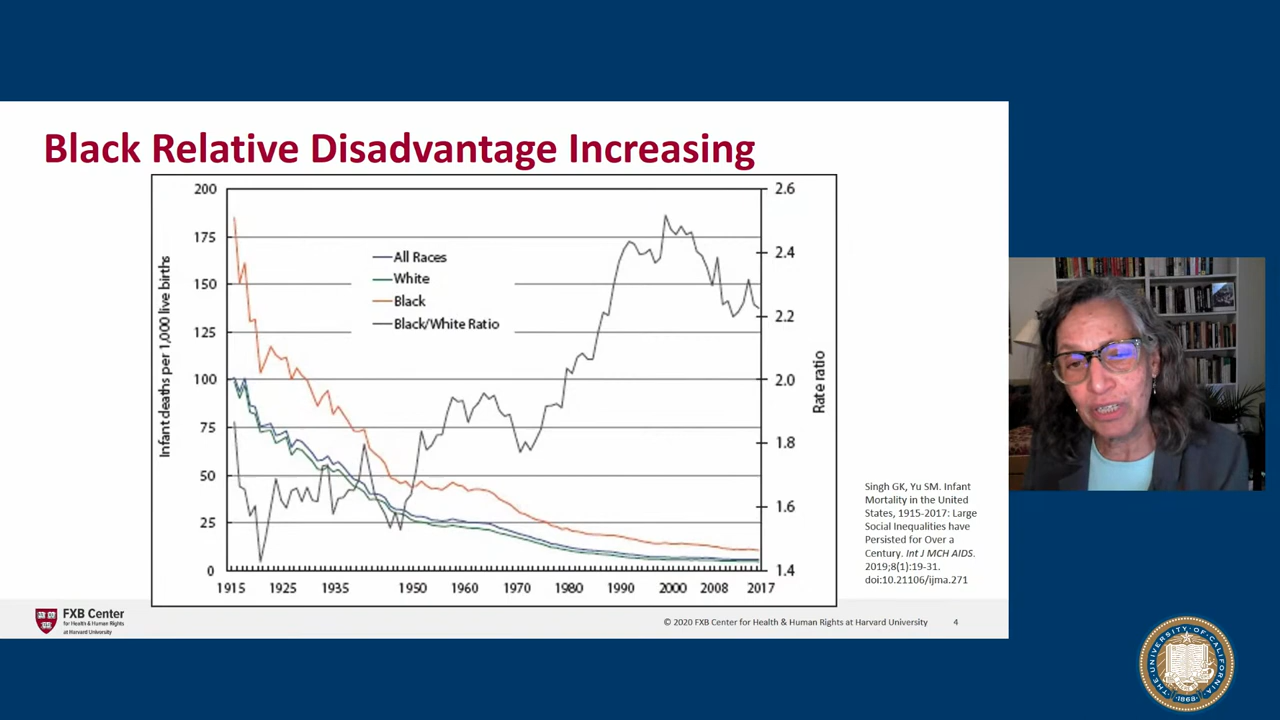 Black Relative Disadvantage Increasing
200
175
150
125
100
75
50
25
0
Infant deaths per 1,000 live births
All Races
White
Black
Black/White Ratio
2.6
2.4
2.2
2.0
1.8
1.6
1.4
Rate ratio
1915 1925 1935 1950 1960 1970 1980 1990 2000 2008 2017
Singh GK, Yu SM. Infant
Mortality in the United
States, 1915-2017: Large
Social Inequalities have
Persisted for Over a
Century. Int J MCH AIDS.
2019;8(1):19-31.
doi:10.21106/ijma.271
FXB Center
for Health & Human Rights
at Harvard University
© 2020 FXB Center for Health & Human Rights at Harvard University 4
THE UNIVERSITY OF CALIFORNIA
1868